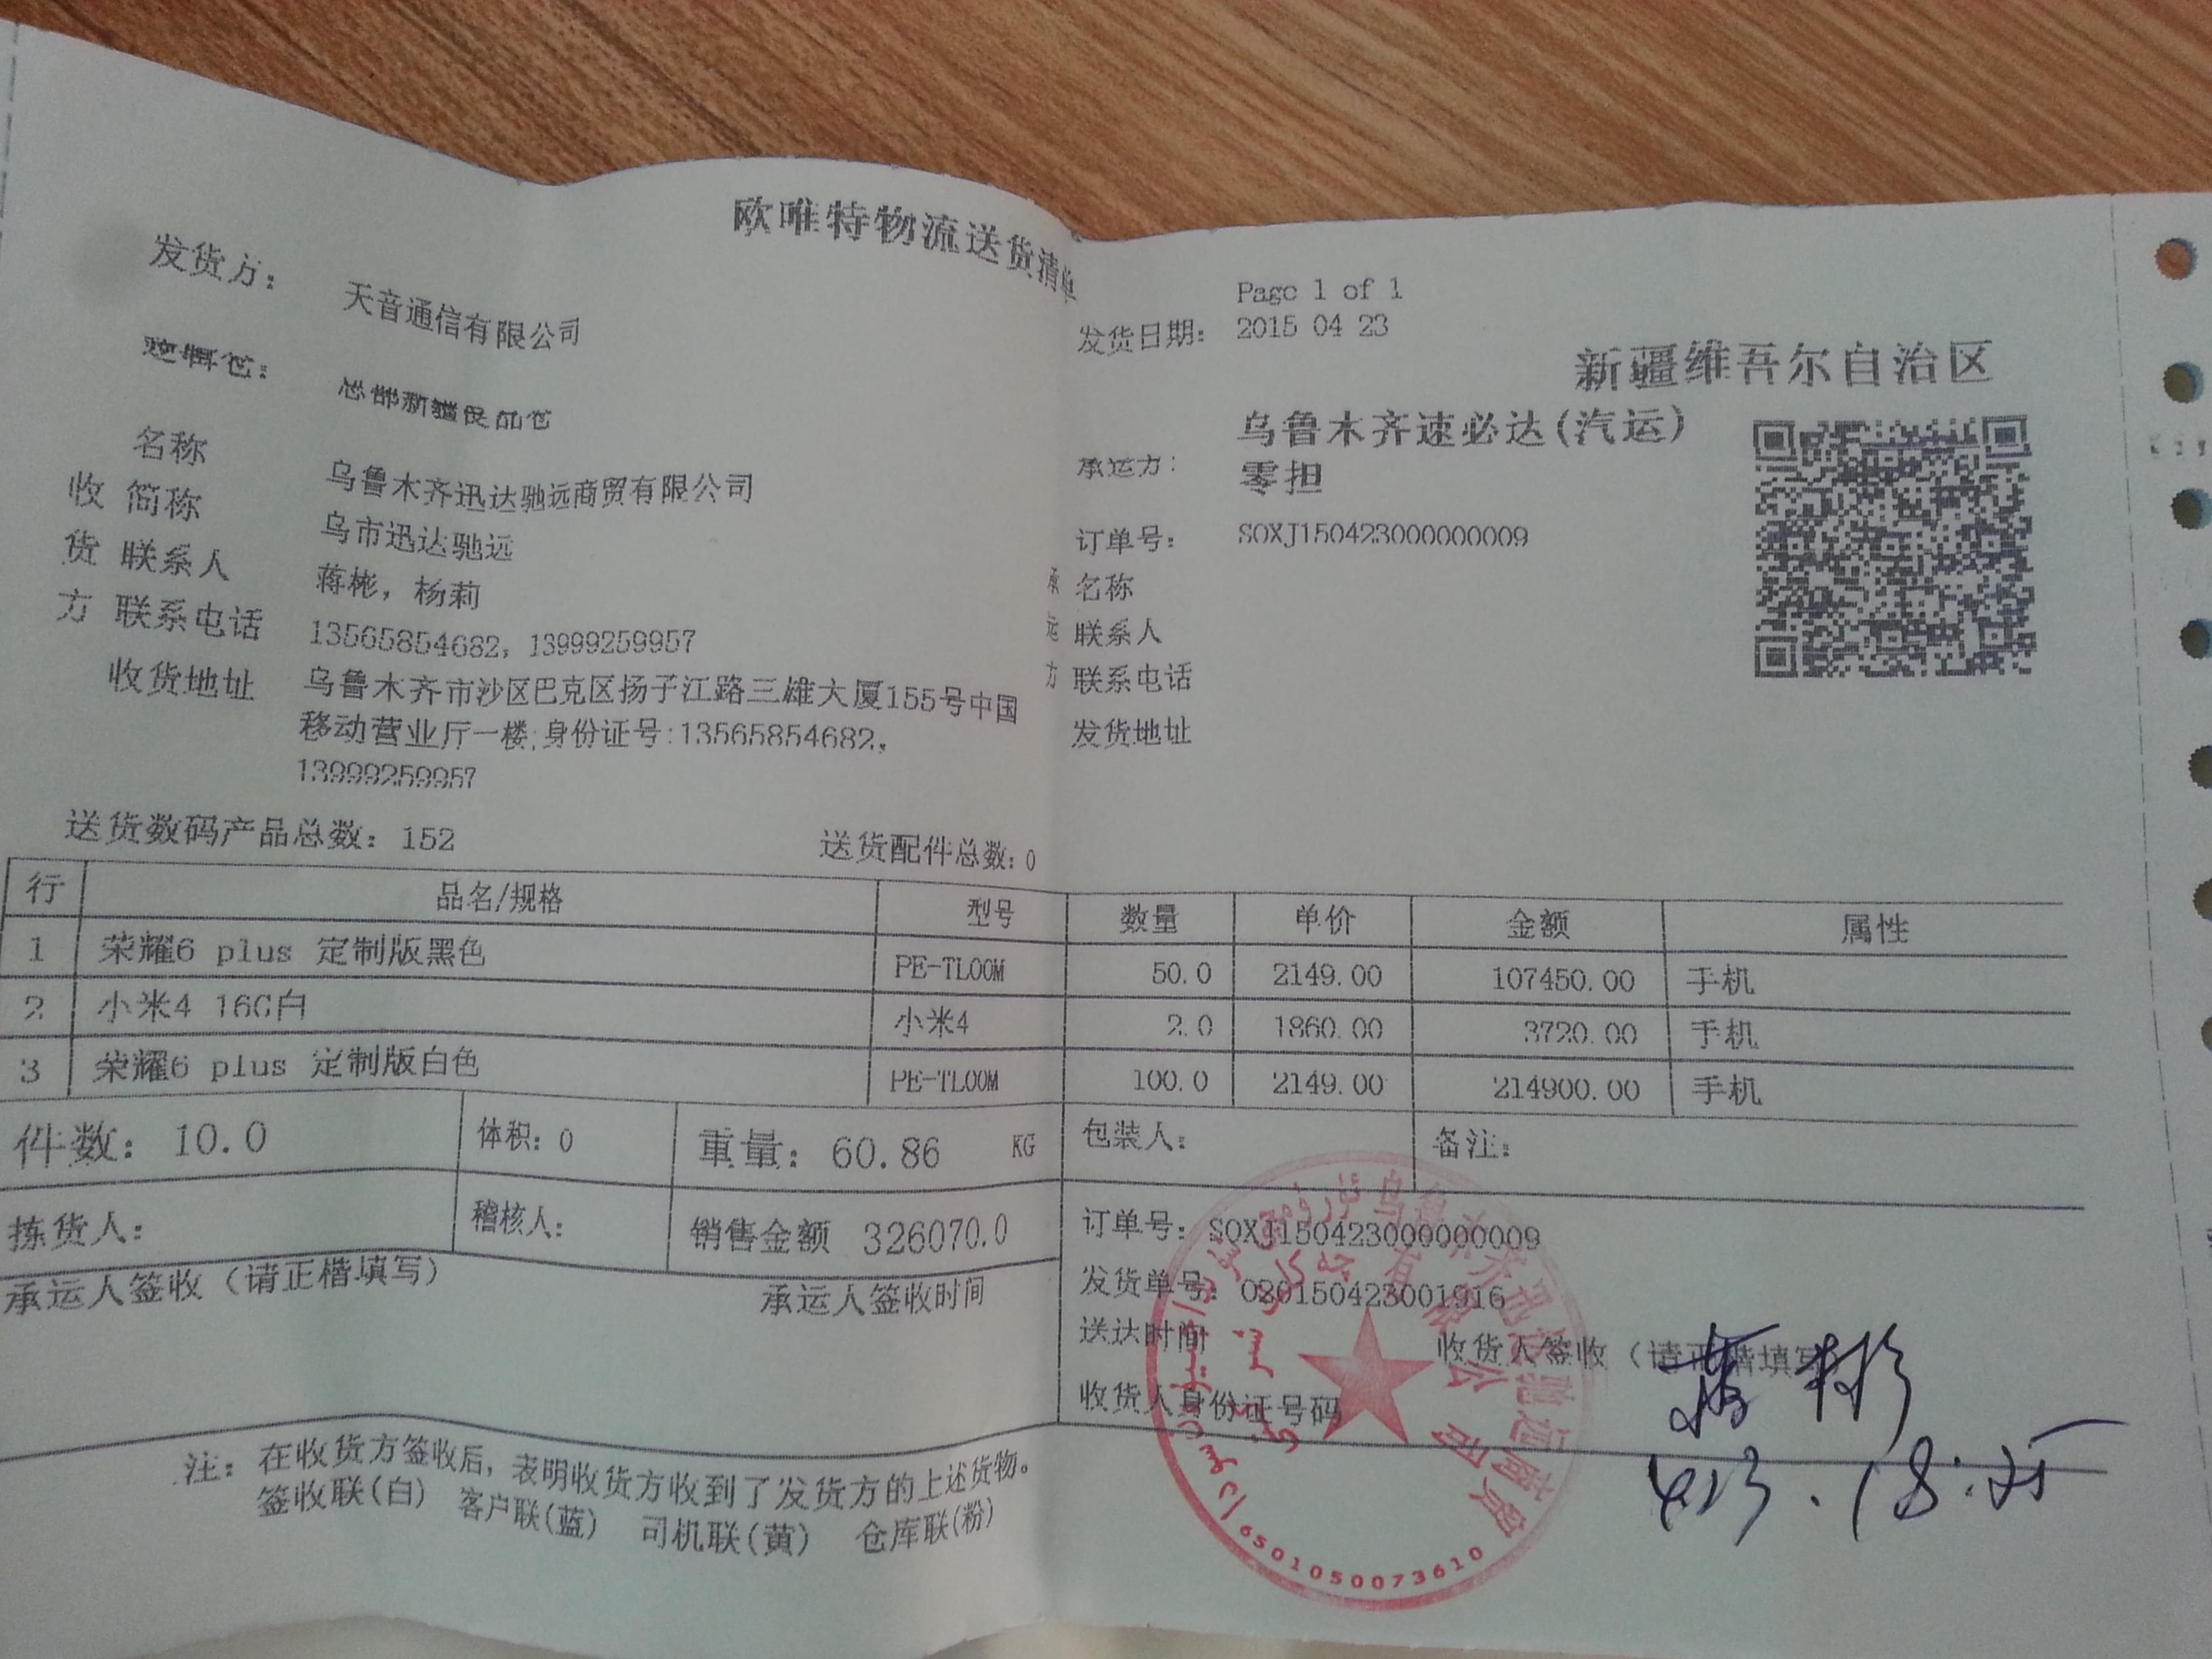 欧唯特物流送货清单
Page 1 of 1
发货方： 天音通信有限公司
发货日期： 2015 04 23
新疆维吾尔自治区
总部新疆良品仓
乌鲁木齐速必达(汽运)
承运方： 零担
名称 乌鲁木齐迅达驰远商贸有限公司
订单号： SOXJ150423000000009
收 简称 乌市迅达驰远
承 名称
货 联系人 蒋彬，杨莉
运 联系人
方 联系电话 13565854682，13999259957
方 联系电话
收货地址 乌鲁木齐市沙区巴克区扬子江路三雄大厦155号中国
移动营业厅一楼;身份证号:13565854682，
13999259957
发货地址
送货数码产品总数：152 送货配件总数：0
行 品名/规格 型号 数量 单价 金额 属性
1 荣耀6 plus 定制版黑色 PE-TL00M 50.0 2149.00 107450.00 手机
2 小米4 16G白 小米4 2.0 1860.00 3720.00 手机
3 荣耀6 plus 定制版白色 PE-TL00M 100.0 2149.00 214900.00 手机
件数：10.0 体积：0 重量：60.86 KG 包装人： 备注：
拣货人： 稽核人： 销售金额 326070.0 订单号：SOXJ150423000000009
承运人签收（请正楷填写） 承运人签收时间
发货单号：080150423001916
送达时间 收货人签收（请正楷填写
蒋彬
收货人身份证号码
18:25
注：在收货方签收后，表明收货方收到了发货方的上述货物。
签收联(白) 客户联(蓝) 司机联(黄) 仓库联(粉)
6501050073610